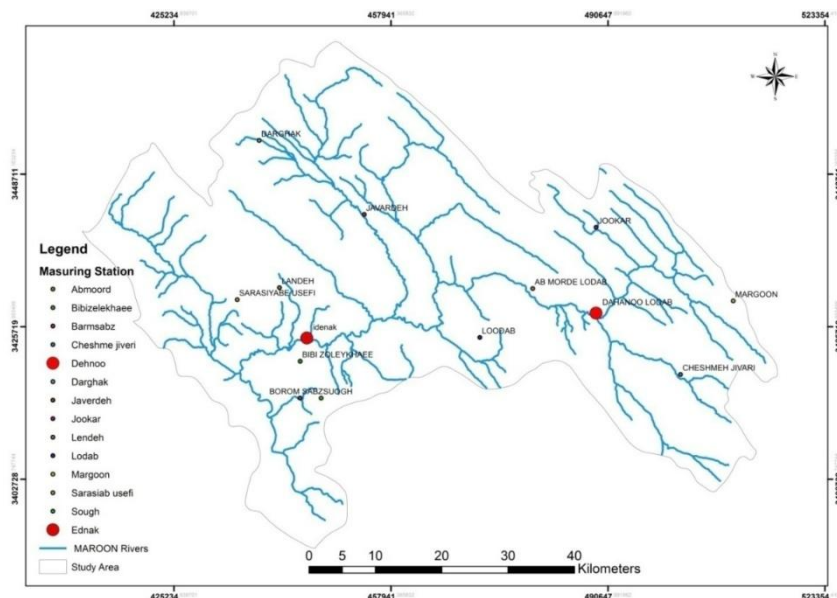 425234 457941 490647 523354
3448711
3425719
3402728
DARGHAK
JAVARDEH
JOOKAR
LANDEH
SARASIYABE USEFI
AB MORDE LODAB
DAHANOO LODAB
MARGOON
idenak
LOODAB
BIBI ZOLEYKHAEE
CHESHMEH JIVARI
BOROM SABZSUOGH
Legend
Masuring Station
Abmoord
Bibizelekhaee
Barmsabz
Cheshme jiveri
Dehnoo
Darghak
Javerdeh
Jookar
Lendeh
Lodab
Margoon
Sarasiab usefi
Sough
Ednak
MAROON Rivers
Study Area
0 5 10 20 30 40
Kilometers
425234 457941 490647 523354